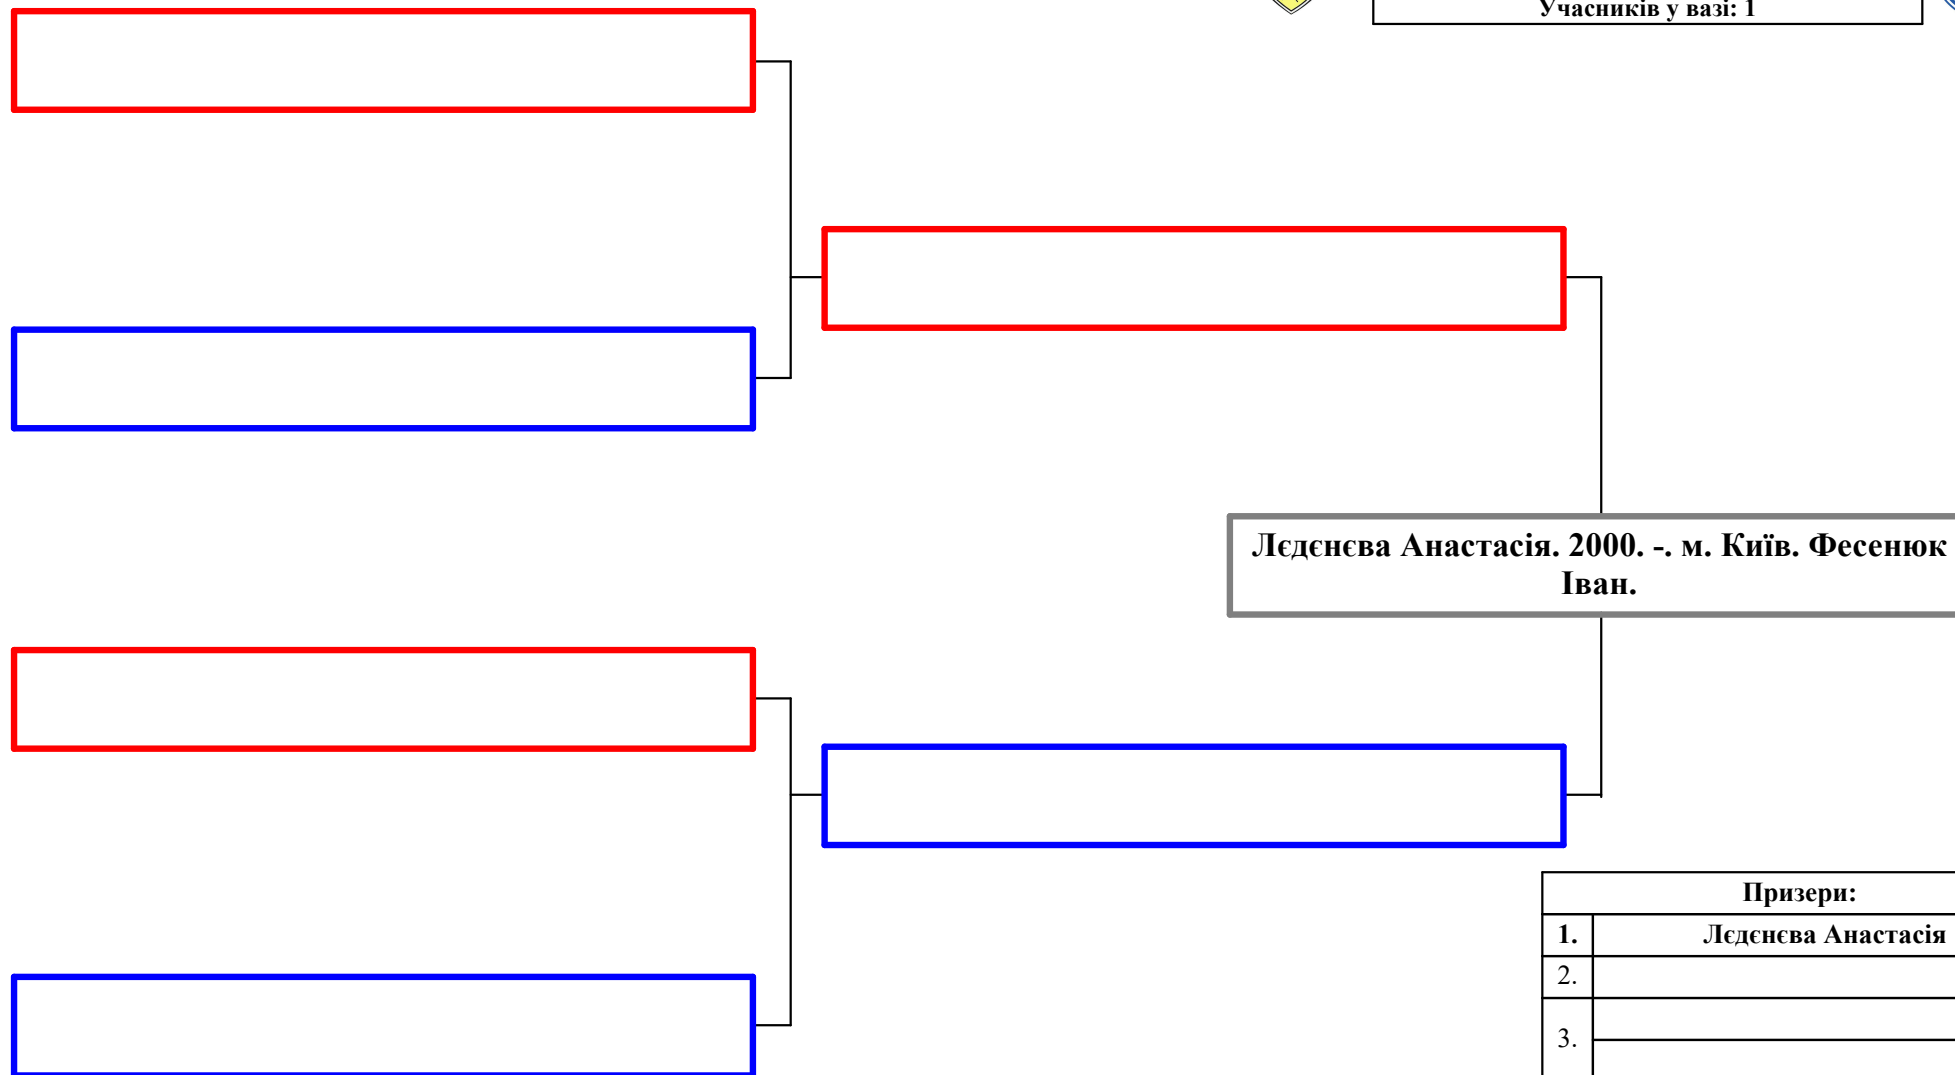 Учасників у вазі: 1
Лєдєнєва Анастасія. 2000. -. м. Київ. Фесенюк
Іван.
Призери:
1. Лєдєнєва Анастасія
2.
3.